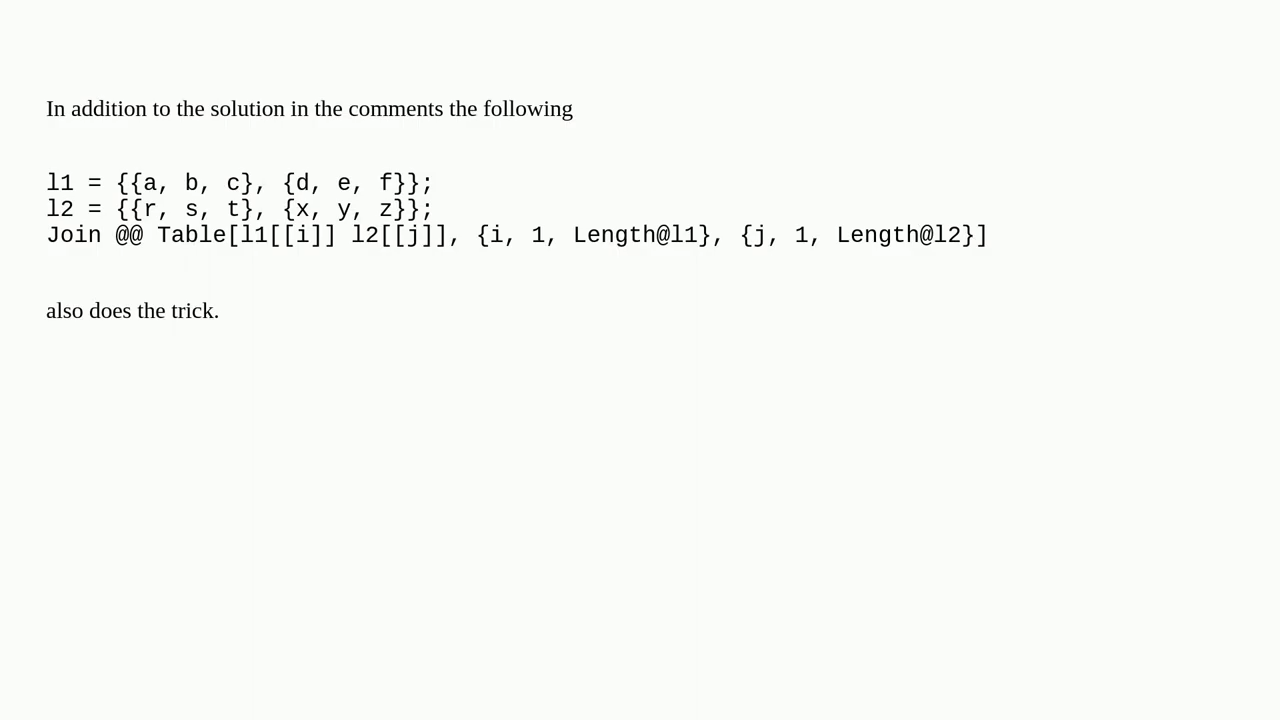 In addition to the solution in the comments the following
l1 = {{a, b, c}, {d, e, f}};
l2 = {{r, s, t}, {x, y, z}};
Join @@ Table[l1[[i]] l2[[j]], {i, 1, Length@l1}, {j, 1, Length@l2}]
also does the trick.